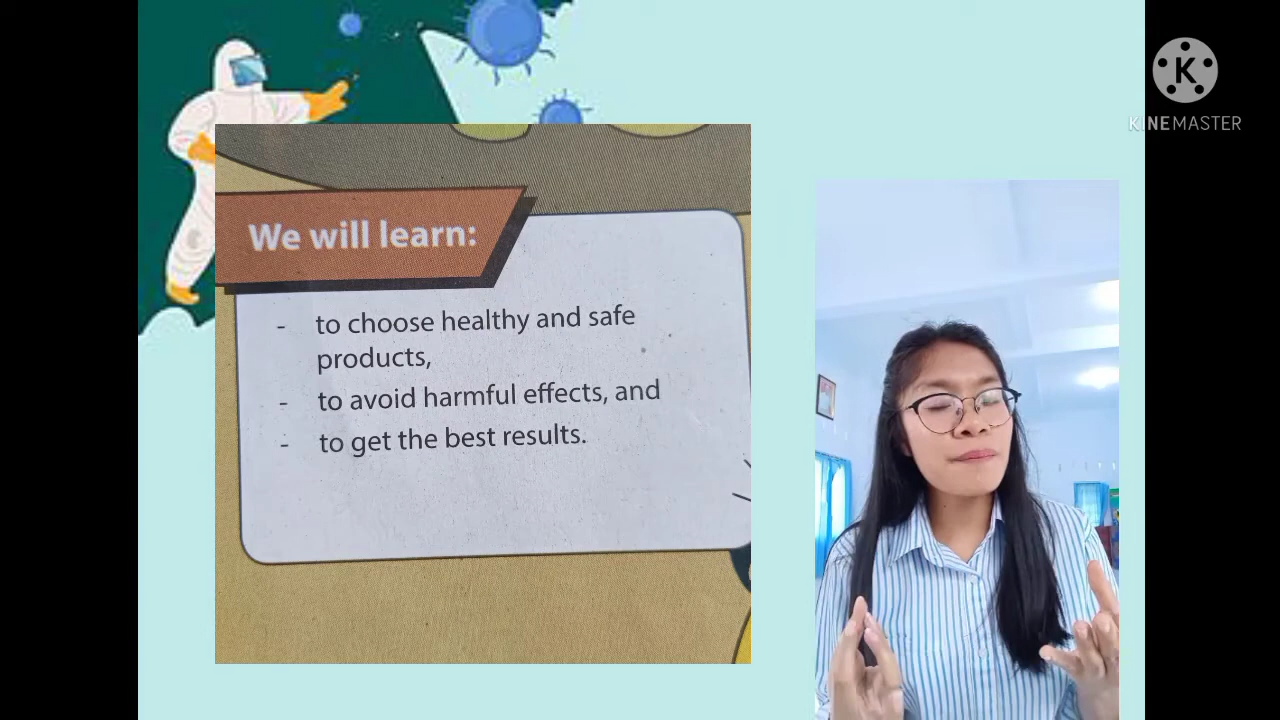 We will learn:
- to choose healthy and safe
products,
- to avoid harmful effects, and
- to get the best results.
K
KINEMASTER